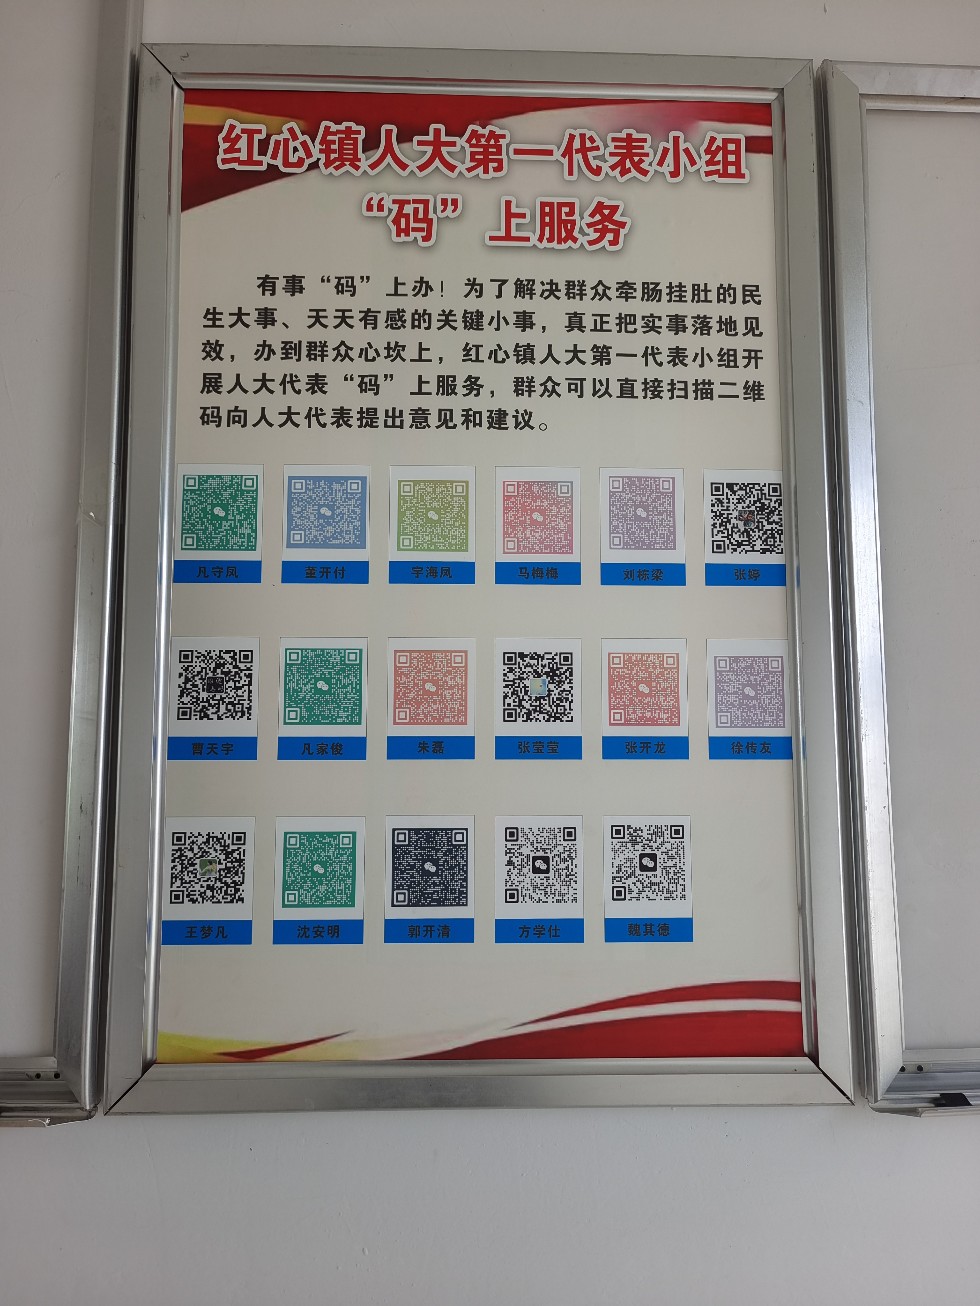 红心镇人大第一代表小组
“码”上服务
有事“码”上办！为了解决群众牵肠挂肚的民
生大事、天天有感的关键小事，真正把实事落地见
效，办到群众心坎上，红心镇人大第一代表小组开
展人大代表“码”上服务，群众可以直接扫描二维
码向人大代表提出意见和建议。
凡守凤 董开付 宇海凤 马梅梅 刘栋梁 张婷
曹天宇 凡家俊 朱磊 张莹莹 张开龙 徐传友
王梦凡 沈安明 郭开清 方学仕 魏其德